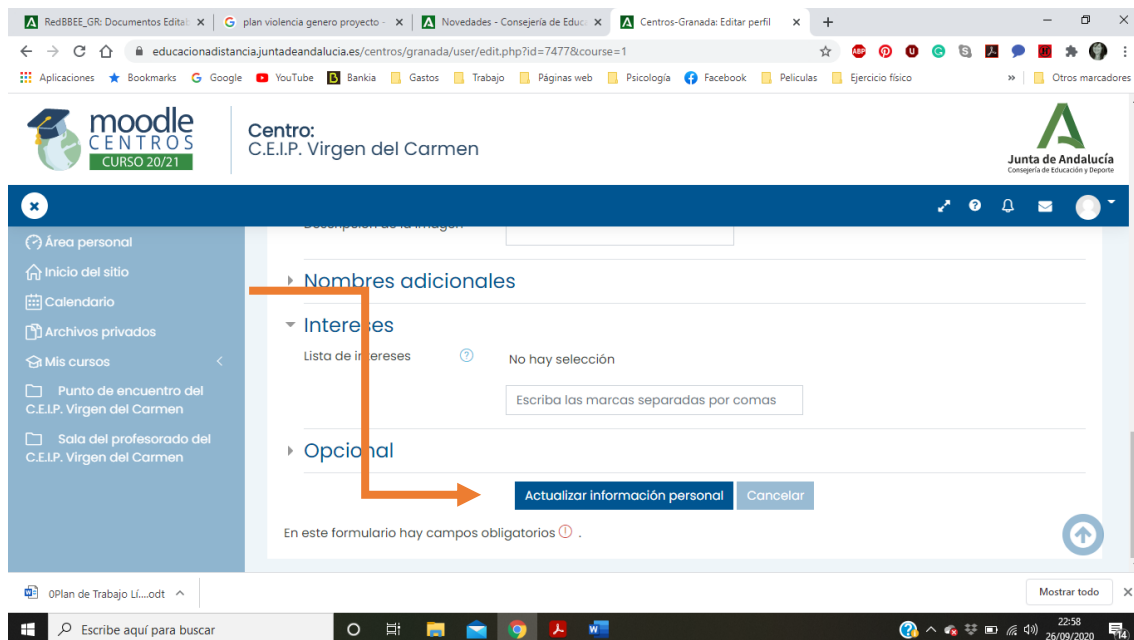 RedBBEE_GR: Documentos Editab
plan violencia genero proyecto -
Novedades - Consejería de Educa
Centros-Granada: Editar perfil
educacionadistancia.juntadeandalucia.es/centros/granada/user/edit.php?id=7477&course=1
Aplicaciones
Bookmarks
Google
YouTube
Bankia
Gastos
Trabajo
Páginas web
Psicología
Facebook
Peliculas
Ejercicio físico
»
Otros marcadores
moodle
CENTROS
CURSO 20/21
Centro:
C.E.I.P. Virgen del Carmen
Junta de Andalucía
Consejería de Educación y Deporte
Área personal
Inicio del sitio
Calendario
Archivos privados
Mis cursos
Punto de encuentro del
C.E.I.P. Virgen del Carmen
Sala del profesorado del
C.E.I.P. Virgen del Carmen
Nombres adicionales
Intereses
Lista de intereses
No hay selección
Escriba las marcas separadas por comas
Opcional
Actualizar información personal
Cancelar
En este formulario hay campos obligatorios .
0Plan de Trabajo Lí....odt
Mostrar todo
Escribe aquí para buscar
22:58
26/09/2020
14